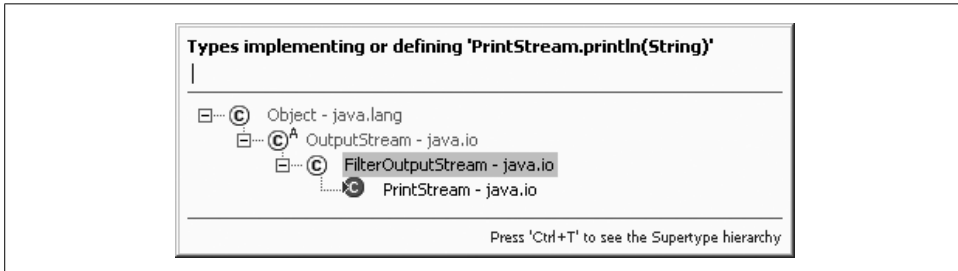 Types implementing or defining 'PrintStream.println(String)'
C Object - java.lang
C A OutputStream - java.io
C FilterOutputStream - java.io
C PrintStream - java.io
Press 'Ctrl+T' to see the Supertype hierarchy